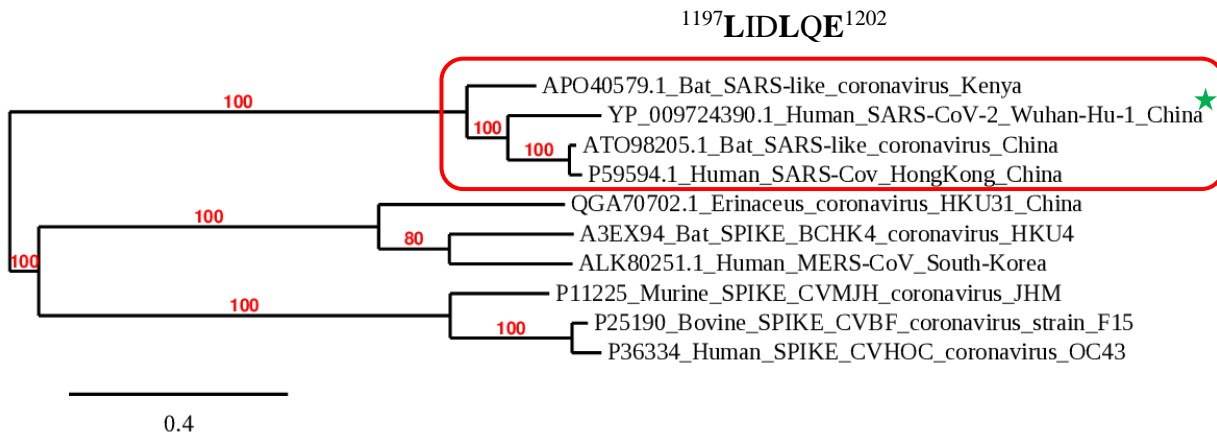 1197LIDLQE1202
100
APO40579.1_Bat_SARS-like_coronavirus_Kenya
100
YP_009724390.1_Human_SARS-CoV-2_Wuhan-Hu-1_China
100
ATO98205.1_Bat_SARS-like_coronavirus_China
P59594.1_Human_SARS-Cov_HongKong_China
100
QGA70702.1_Erinaceus_coronavirus_HKU31_China
80
A3EX94_Bat_SPIKE_BCHK4_coronavirus_HKU4
100
ALK80251.1_Human_MERS-CoV_South-Korea
100
P11225_Murine_SPIKE_CVMJH_coronavirus_JHM
100
P25190_Bovine_SPIKE_CVBF_coronavirus_strain_F15
P36334_Human_SPIKE_CVHOC_coronavirus_OC43
0.4